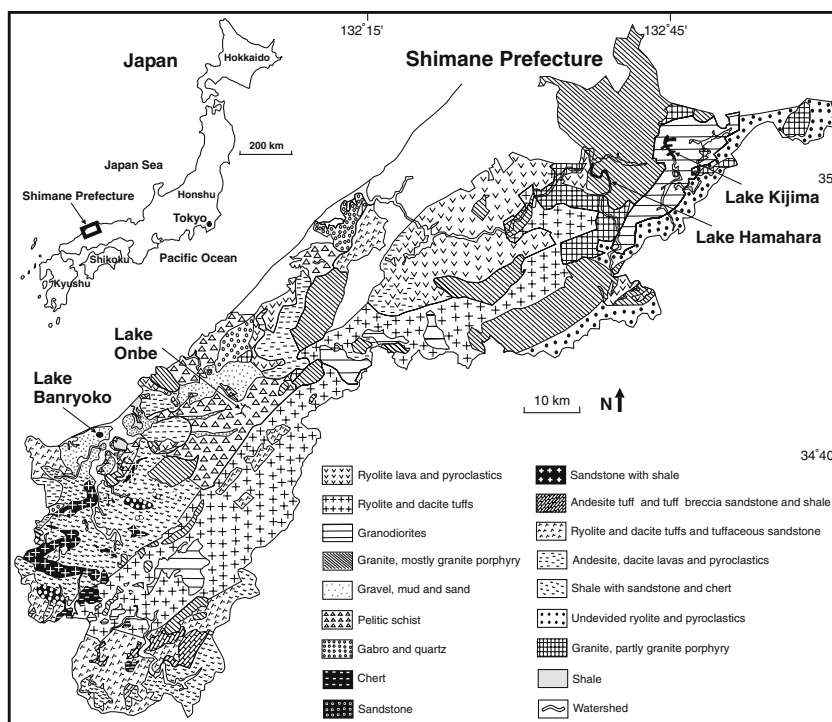 132°15'
132°45'
Japan
Hokkaido
Shimane Prefecture
200 km
Japan Sea
Shimane Prefecture
Honshu
Tokyo
Shikoku
Pacific Ocean
Kyushu
35
Lake Kijima
Lake Hamahara
Lake
Onbe
Lake
Banryoko
10 km
N
34°40
Ryolite lava and pyroclastics
Ryolite and dacite tuffs
Granodiorites
Granite, mostly granite porphyry
Gravel, mud and sand
Pelitic schist
Gabro and quartz
Chert
Sandstone
Sandstone with shale
Andesite tuff and tuff breccia sandstone and shale
Ryolite and dacite tuffs and tuffaceous sandstone
Andesite, dacite lavas and pyroclastics
Shale with sandstone and chert
Undevided ryolite and pyroclastics
Granite, partly granite porphyry
Shale
Watershed